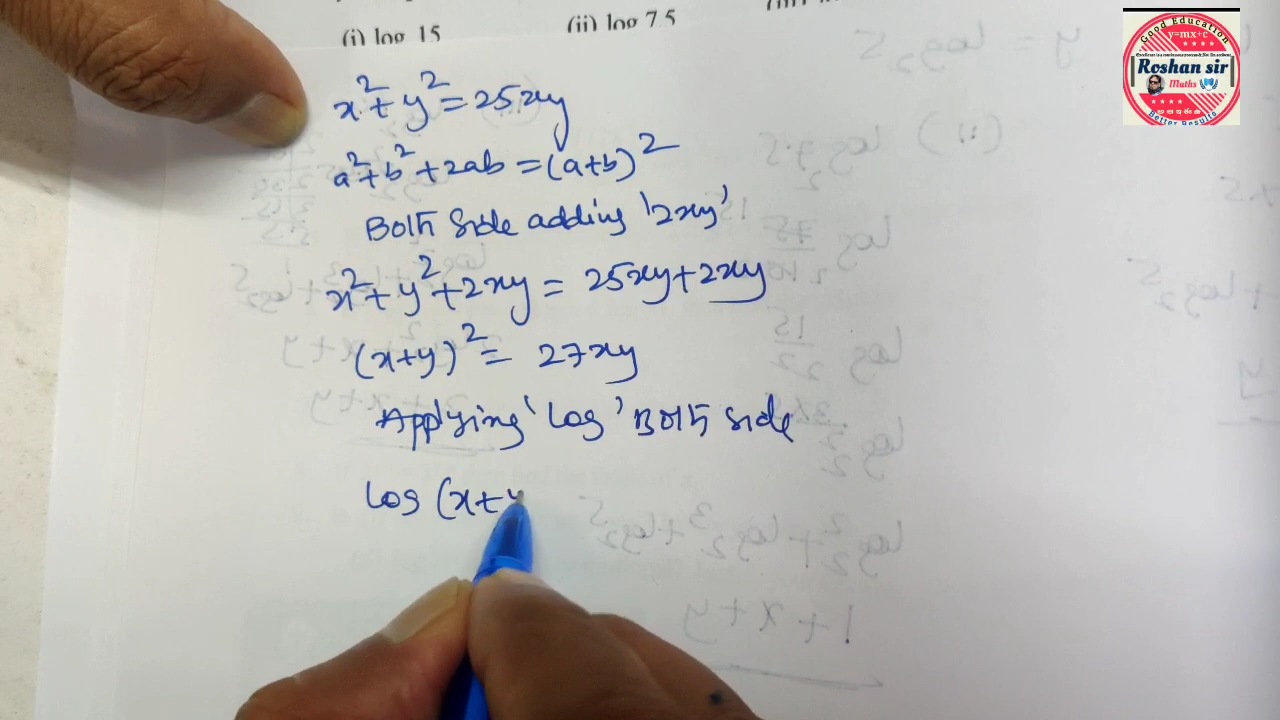 (i) log 15 (ii) log 7.5
x²+y²=25xy
a²+b²+2ab=(a+b)²
Both Side adding '2xy'
x²+y²+2xy = 25xy+2xy
(x+y)²= 27xy
Applying 'log' Both side
log (x+y
Good Education
y=mx+c
Roshan sir
Maths
Better Results